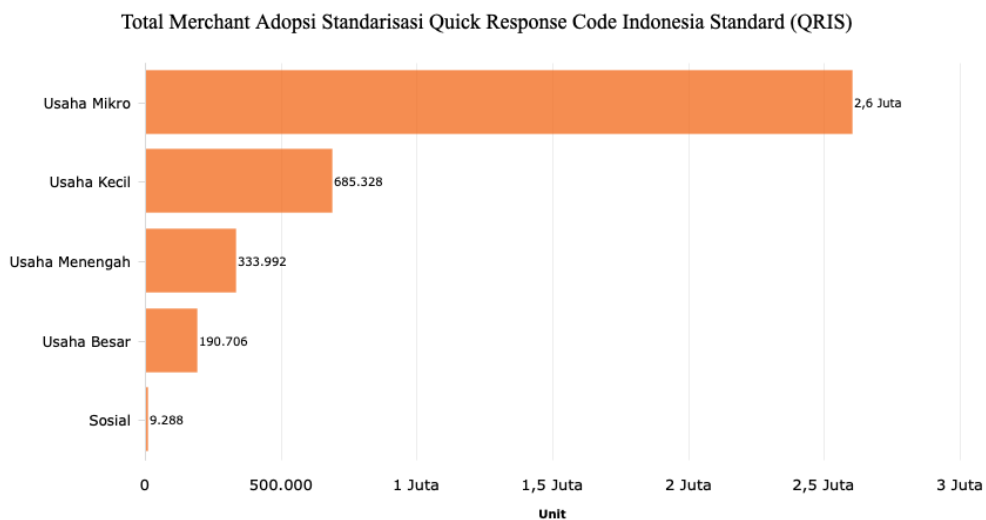 Total Merchant Adopsi Standarisasi Quick Response Code Indonesia Standard (QRIS)
Usaha Mikro
2,6 Juta
Usaha Kecil
685.328
Usaha Menengah
333.992
Usaha Besar
190.706
Sosial
9.288
0 500.000 1 Juta 1,5 Juta 2 Juta 2,5 Juta 3 Juta
Unit